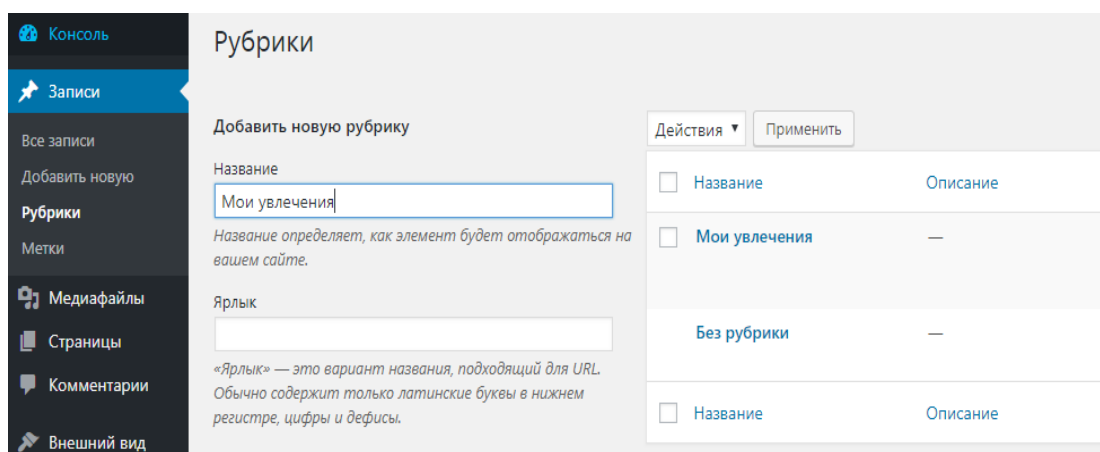 Консоль
Записи
Все записи
Добавить новую
Рубрики
Метки
Медиафайлы
Страницы
Комментарии
Внешний вид
Рубрики
Добавить новую рубрику
Название
Мои увлечения
Название определяет, как элемент будет отображаться на
вашем сайте.
Ярлык
«Ярлык» — это вариант названия, подходящий для URL.
Обычно содержит только латинские буквы в нижнем
регистре, цифры и дефисы.
Действия Применить
Название Описание
Мои увлечения —
Без рубрики —
Название Описание